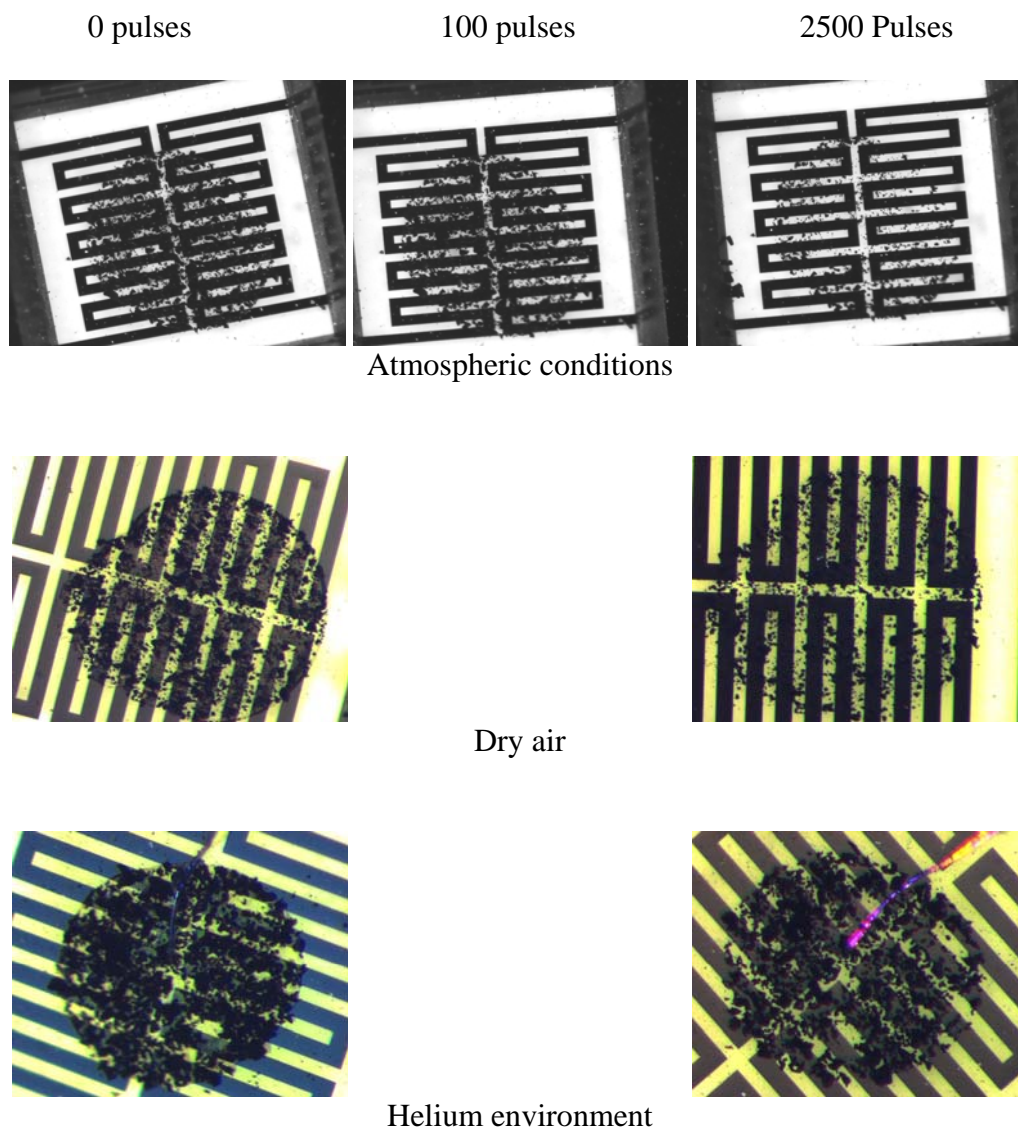 0 pulses 100 pulses 2500 Pulses
Atmospheric conditions
Dry air
Helium environment